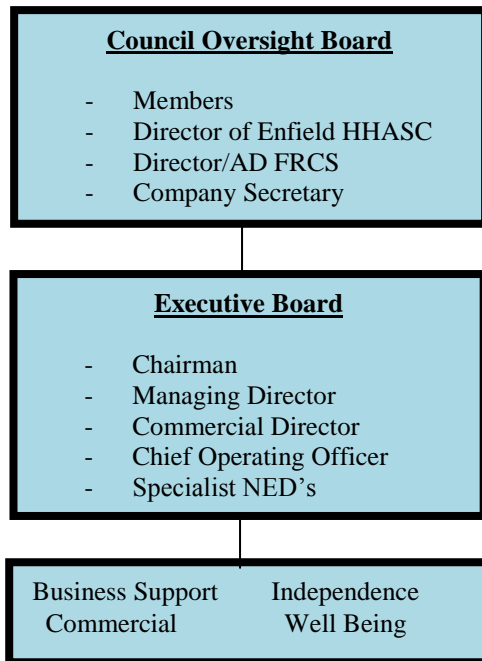 Council Oversight Board
- Members
- Director of Enfield HHASC
- Director/AD FRCS
- Company Secretary
Executive Board
- Chairman
- Managing Director
- Commercial Director
- Chief Operating Officer
- Specialist NED’s
Business Support Independence
Commercial Well Being